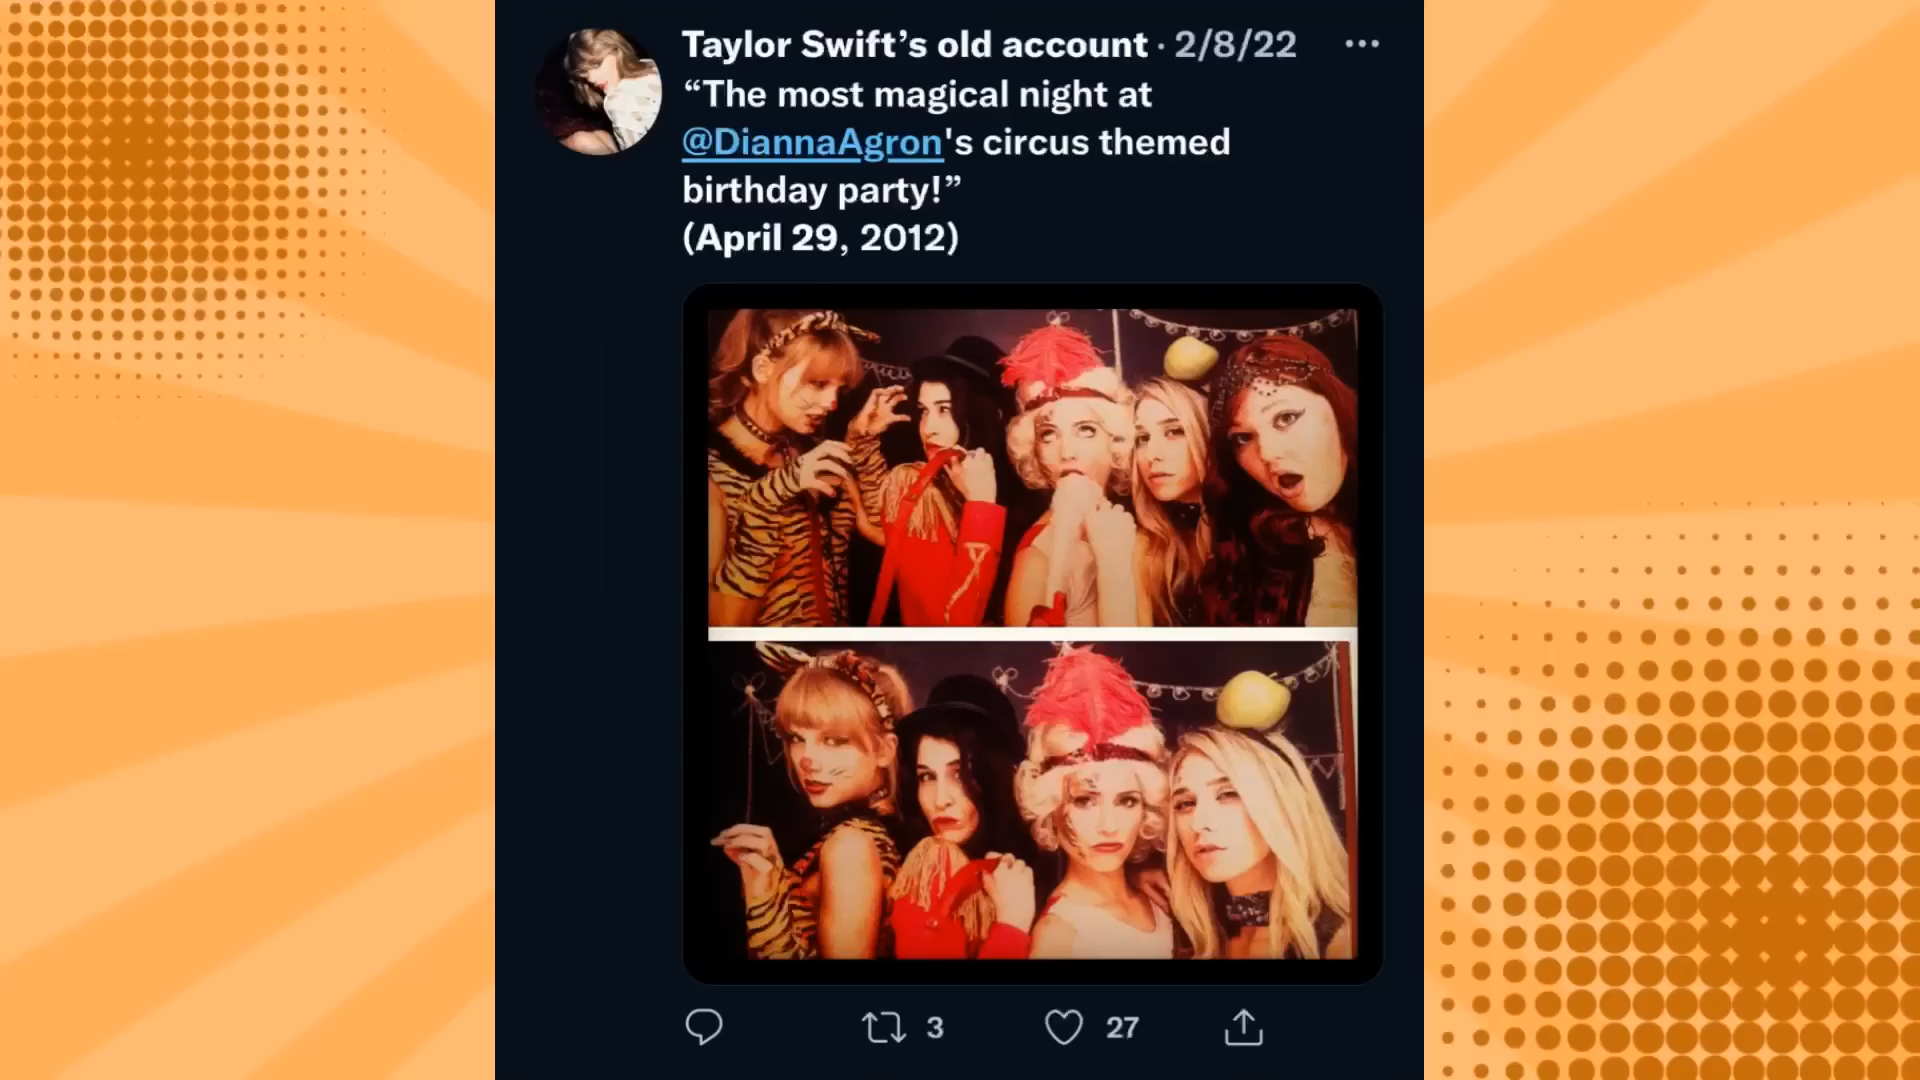 Taylor Swift’s old account · 2/8/22
“The most magical night at
@DiannaAgron's circus themed
birthday party!”
(April 29, 2012)
3
27